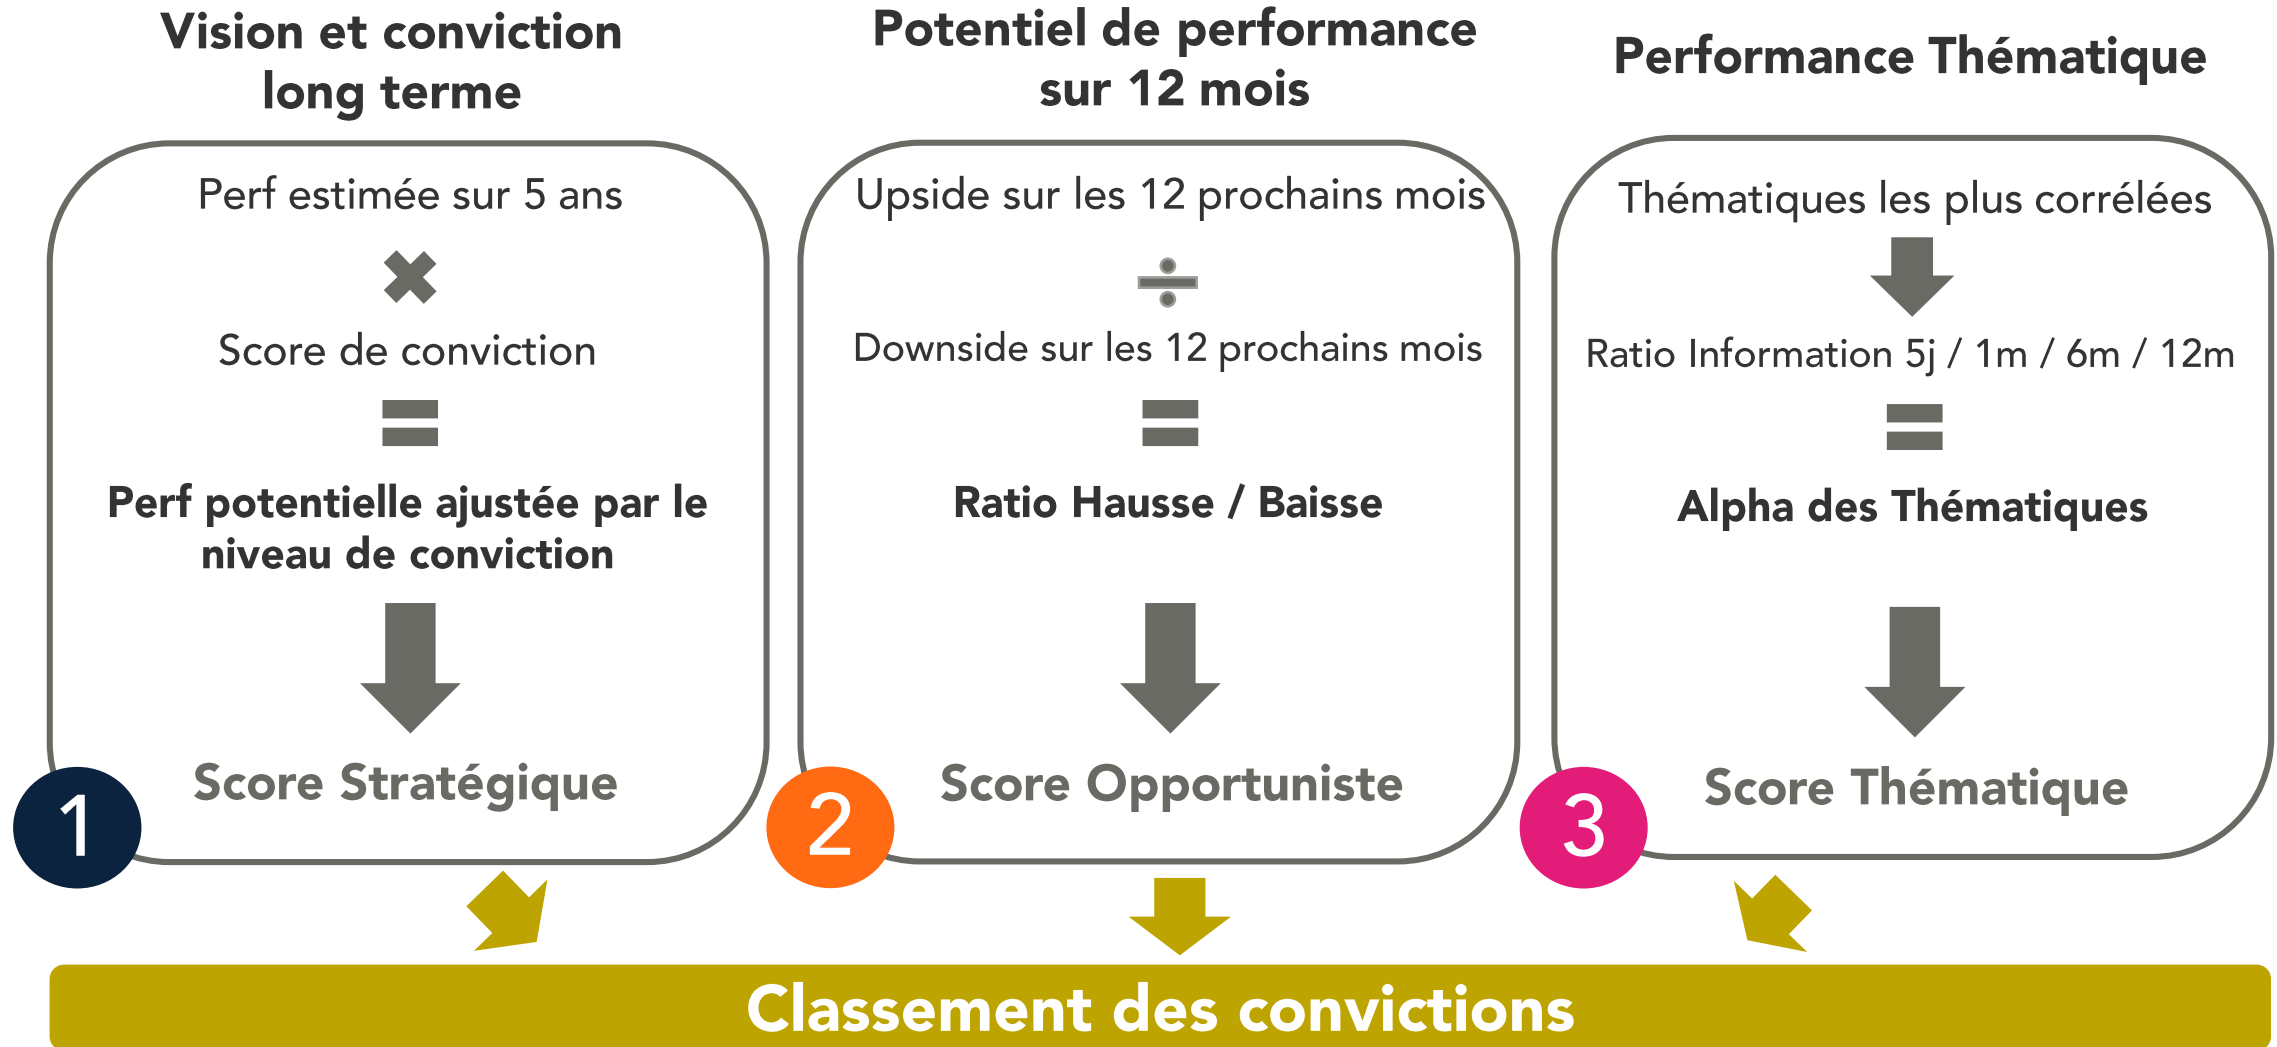 Vision et conviction
long terme
Perf estimée sur 5 ans
Score de conviction
Perf potentielle ajustée par le
niveau de conviction
Score Stratégique
1
Potentiel de performance
sur 12 mois
Upside sur les 12 prochains mois
Downside sur les 12 prochains mois
Ratio Hausse / Baisse
Score Opportuniste
2
Performance Thématique
Thématiques les plus corrélées
Ratio Information 5j / 1m / 6m / 12m
Alpha des Thématiques
Score Thématique
3
Classement des convictions